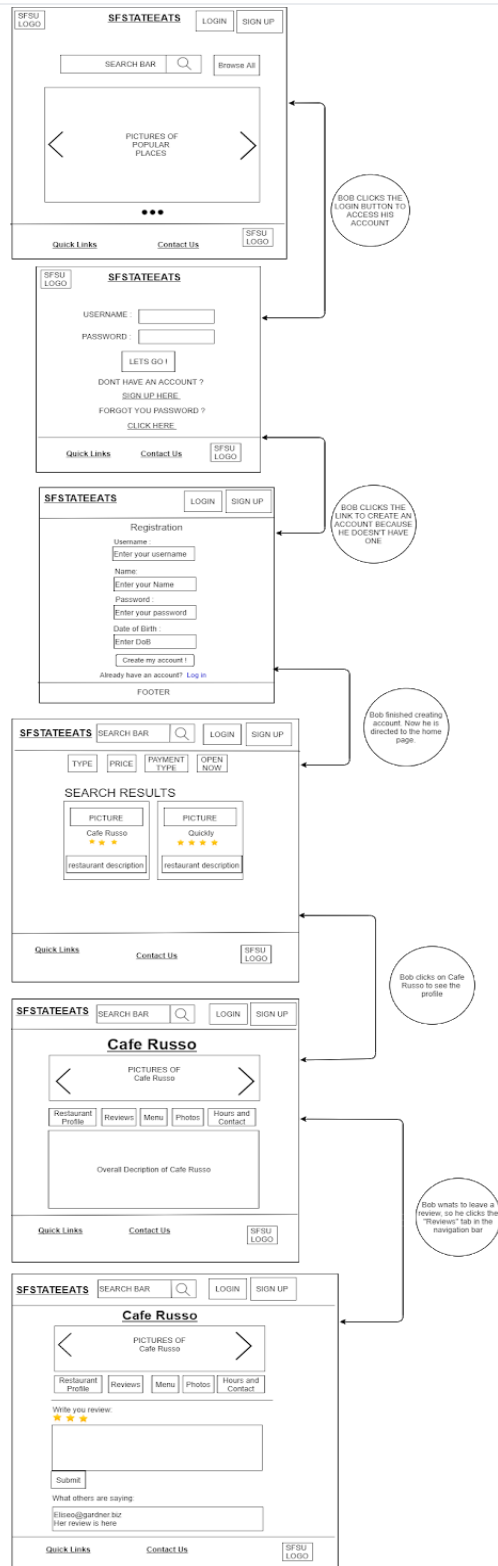 SFSU
LOGO
SFSTATEEATS
LOGIN
SIGN UP
SEARCH BAR
Browse All
PICTURES OF
POPULAR
PLACES
Quick Links
Contact Us
SFSU
LOGO
BOB CLICKS THE
LOGIN BUTTON TO
ACCESS HIS
ACCOUNT
SFSU
LOGO
SFSTATEEATS
USERNAME :
PASSWORD :
LETS GO !
DONT HAVE AN ACCOUNT ?
SIGN UP HERE
FORGOT YOU PASSWORD ?
CLICK HERE
Quick Links
Contact Us
SFSU
LOGO
BOB CLICKS THE
LINK TO CREATE AN
ACCOUNT BECAUSE
HE DOESN'T HAVE
ONE
SFSTATEEATS
LOGIN
SIGN UP
Registration
Username :
Enter your username
Name:
Enter your Name
Password :
Enter your password
Date of Birth :
Enter DoB
Create my account !
Already have an account? Log in
FOOTER
Bob finished creating
account. Now he is
directed to the home
page.
SFSTATEEATS
SEARCH BAR
LOGIN
SIGN UP
TYPE
PRICE
PAYMENT
TYPE
OPEN
NOW
SEARCH RESULTS
PICTURE
Cafe Russo
restaurant description
PICTURE
Quickly
restaurant description
Quick Links
Contact Us
SFSU
LOGO
Bob clicks on Cafe
Russo to see the
profile
SFSTATEEATS
SEARCH BAR
LOGIN
SIGN UP
Cafe Russo
PICTURES OF
Cafe Russo
Restaurant
Profile
Reviews
Menu
Photos
Hours and
Contact
Overall Decription of Cafe Russo
Quick Links
Contact Us
SFSU
LOGO
Bob wnats to leave a
review, so he clicks the
"Reviews" tab in the
navigation bar
SFSTATEEATS
SEARCH BAR
LOGIN
SIGN UP
Cafe Russo
PICTURES OF
Cafe Russo
Restaurant
Profile
Reviews
Menu
Photos
Hours and
Contact
Write you review:
Submit
What others are saying:
Eliseo@gardner.biz
Her review is here
Quick Links
Contact Us
SFSU
LOGO